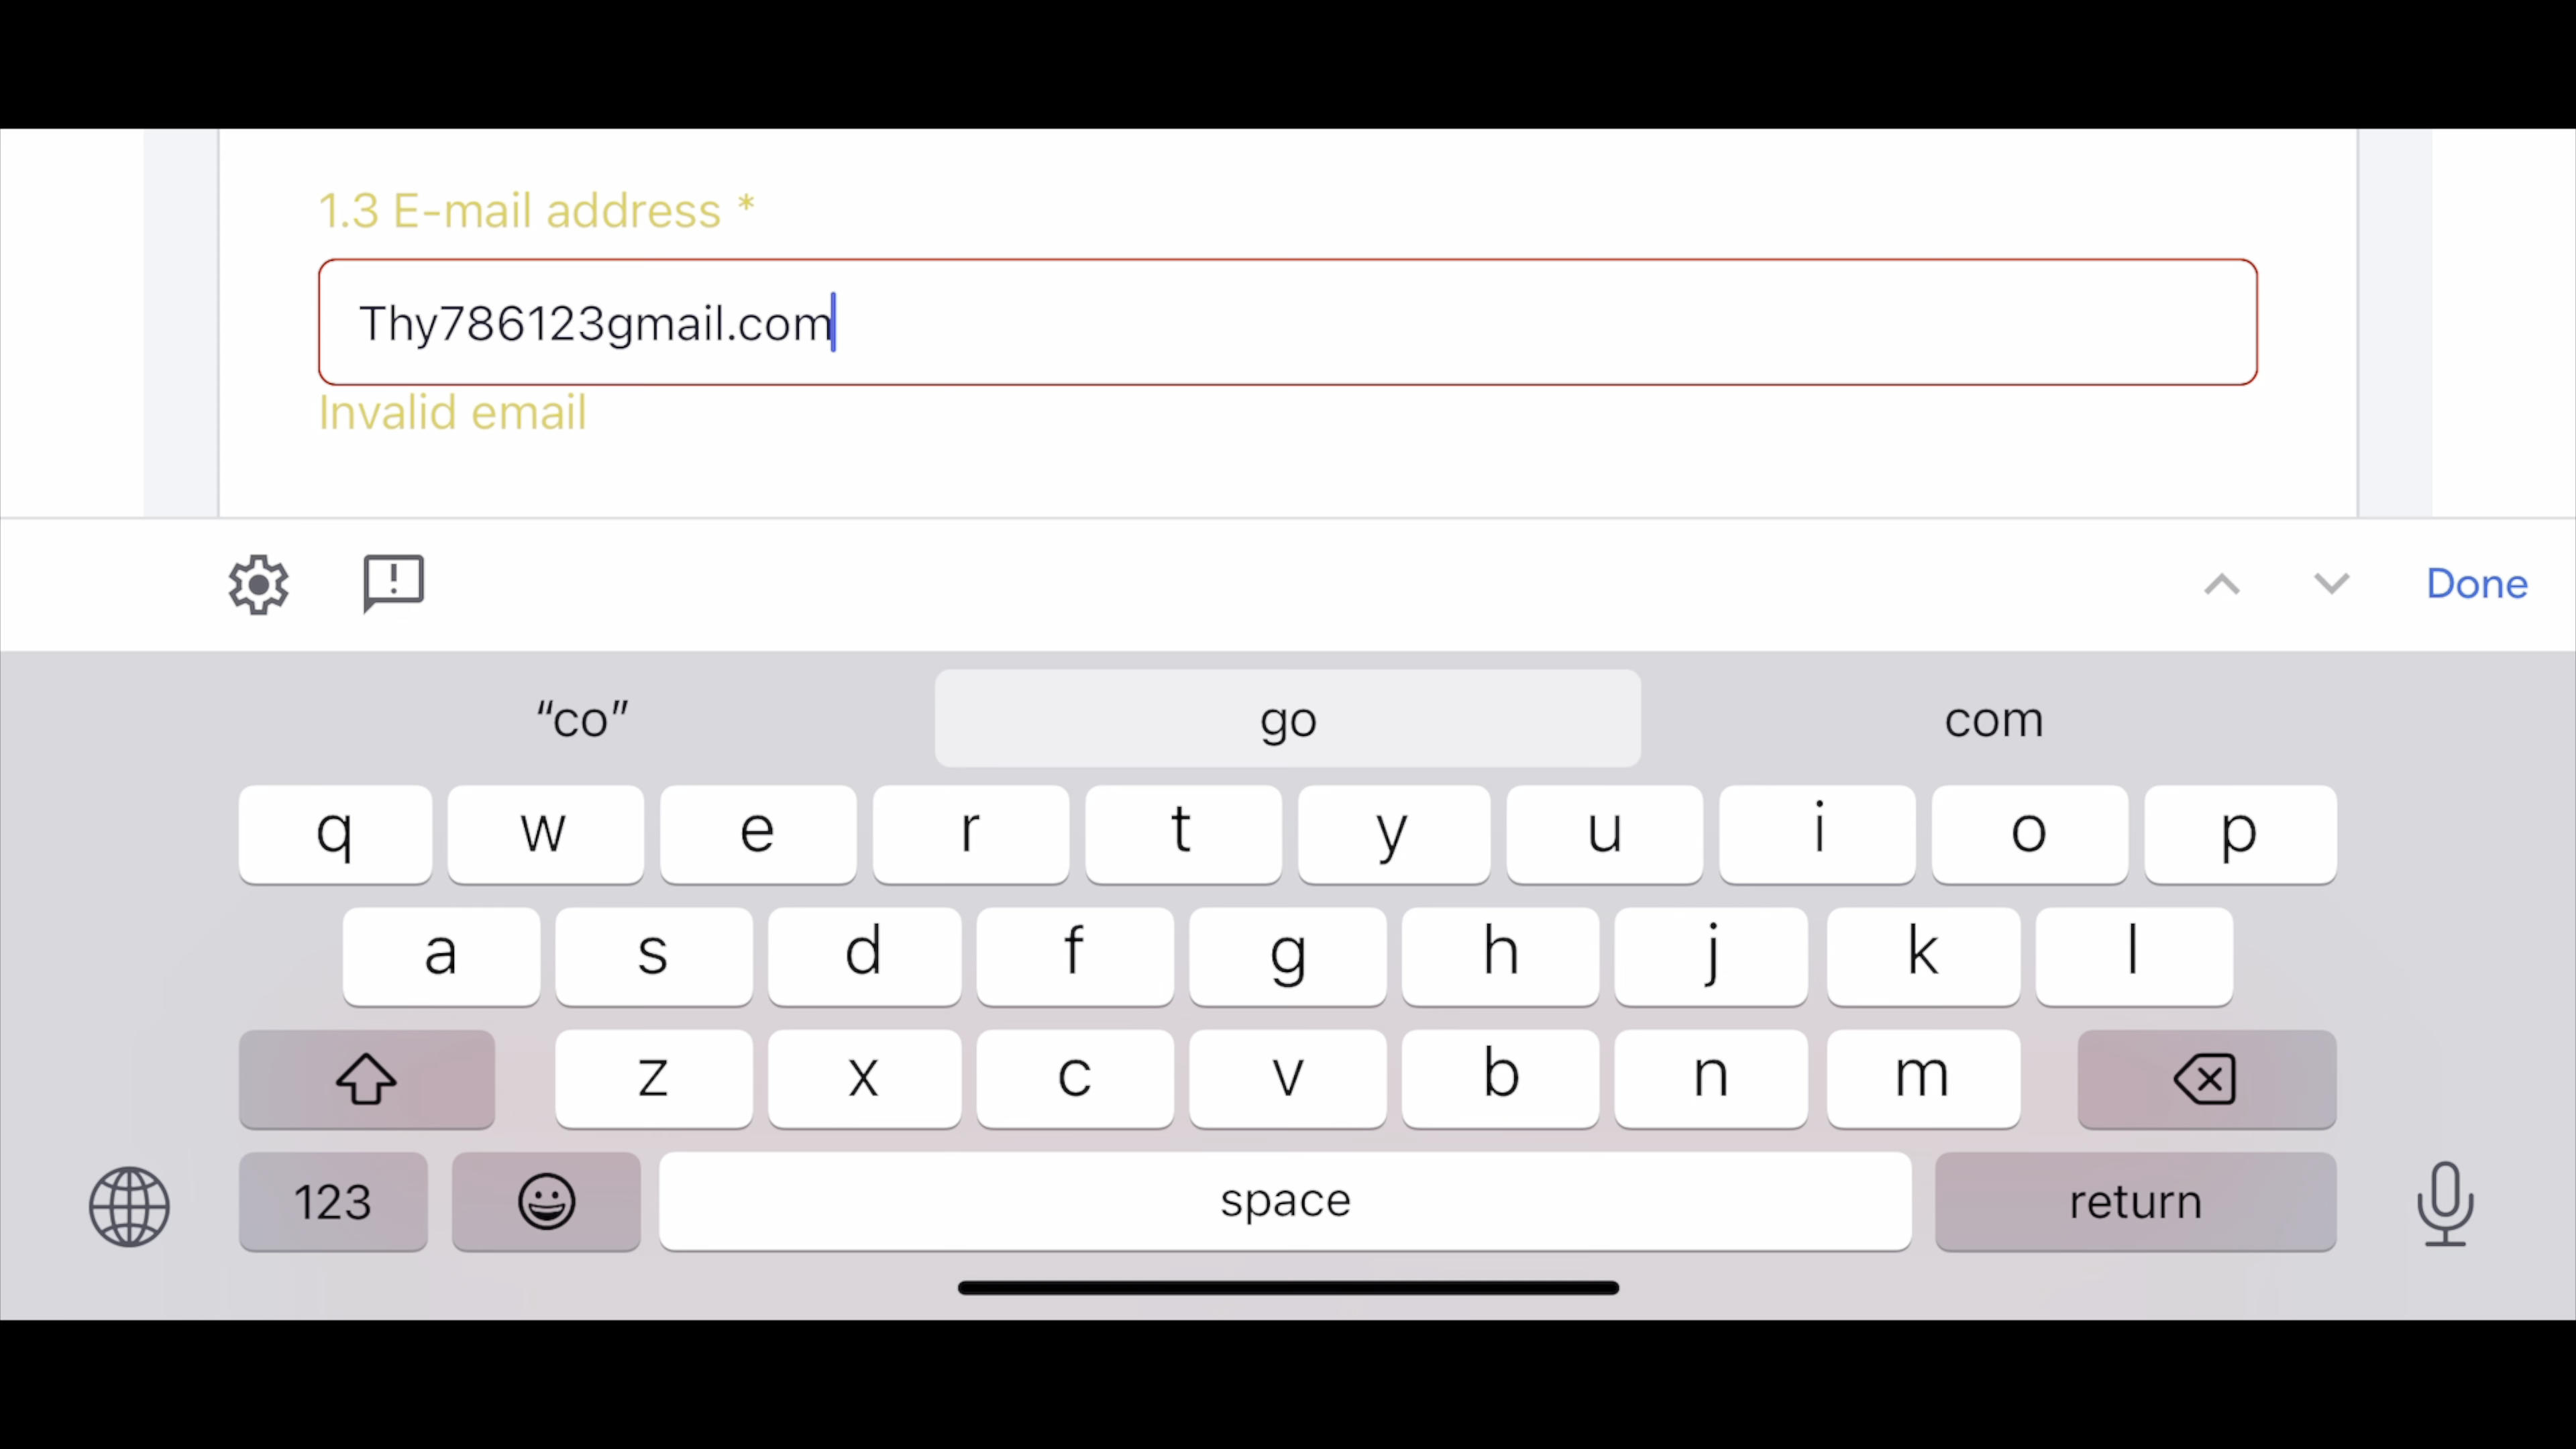 1.3 E-mail address *
Thy786123gmail.com
Invalid email
Done
“co” go com
q w e r t y u i o p
a s d f g h j k l
z x c v b n m
123 space return